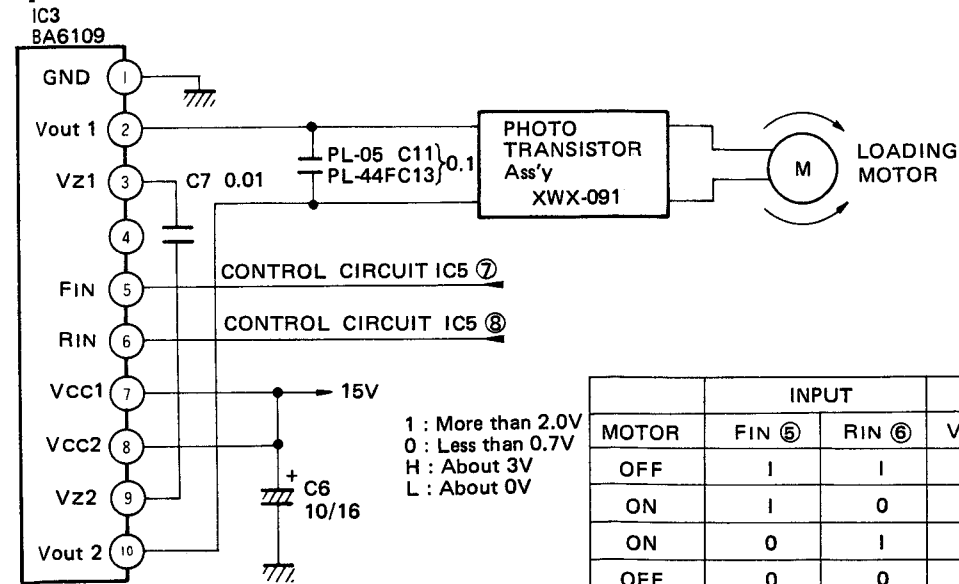 IC3
BA6109
GND 1
Vout 1 2
VZ1 3
4
FIN 5
RIN 6
VCC1 7
VCC2 8
VZ2 9
Vout 2 10
C7 0.01
PL-05 C11}0.1
PL-44FC13}
PHOTO
TRANSISTOR
Ass'y
XWX-091
M
LOADING
MOTOR
CONTROL CIRCUIT IC5 ⑦
CONTROL CIRCUIT IC5 ⑧
15V
+
C6
10/16
1 : More than 2.0V
0 : Less than 0.7V
H : About 3V
L : About 0V
INPUT
MOTOR FIN ⑤ RIN ⑥ V
OFF 1 1
ON 1 0
ON 0 1
OFF 0 0